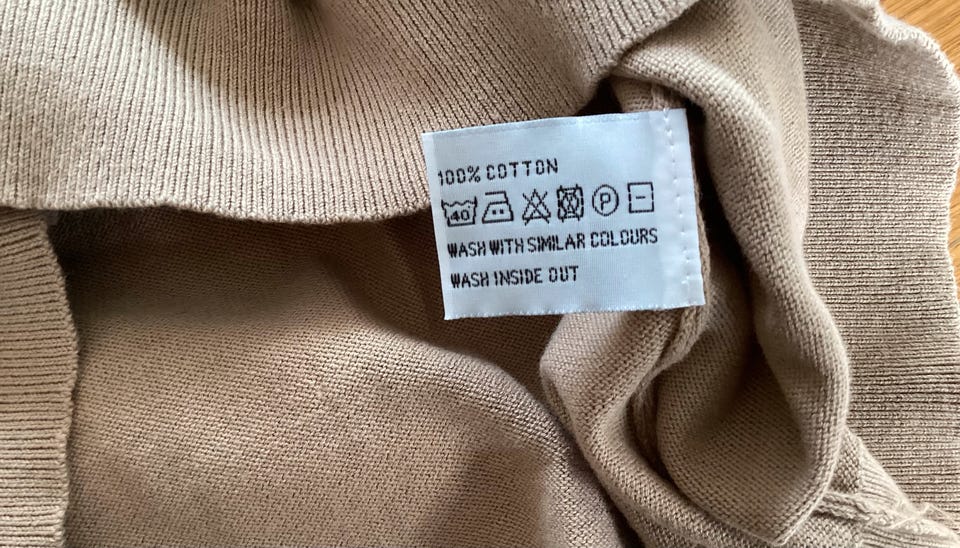 100% COTTON
40 P
WASH WITH SIMILAR COLOURS
WASH INSIDE OUT